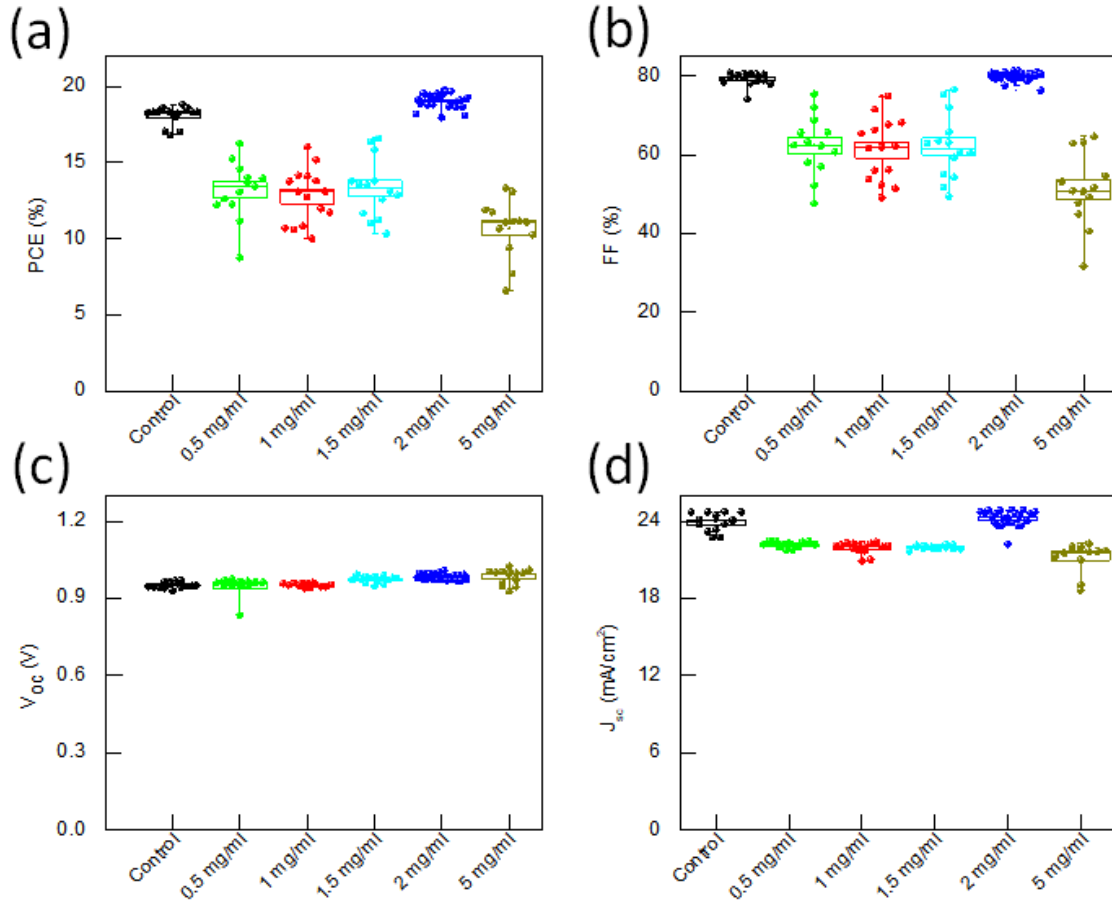 (a)
PCE (%)
20
15
10
5
0
Control
0.5 mg/ml
1 mg/ml
1.5 mg/ml
2 mg/ml
5 mg/ml
(b)
FF (%)
80
60
40
20
0
Control
0.5 mg/ml
1 mg/ml
1.5 mg/ml
2 mg/ml
5 mg/ml
(c)
V_OC (V)
1.2
0.9
0.6
0.3
0.0
Control
0.5 mg/ml
1 mg/ml
1.5 mg/ml
2 mg/ml
5 mg/ml
(d)
J_sc (mA/cm²)
24
18
12
6
0
Control
0.5 mg/ml
1 mg/ml
1.5 mg/ml
2 mg/ml
5 mg/ml